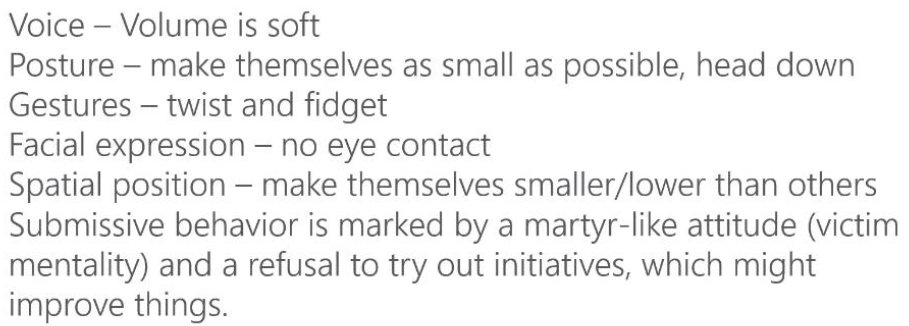 Voice – Volume is soft
Posture – make themselves as small as possible, head down
Gestures – twist and fidget
Facial expression – no eye contact
Spatial position – make themselves smaller/lower than others
Submissive behavior is marked by a martyr-like attitude (victim
mentality) and a refusal to try out initiatives, which might
improve things.